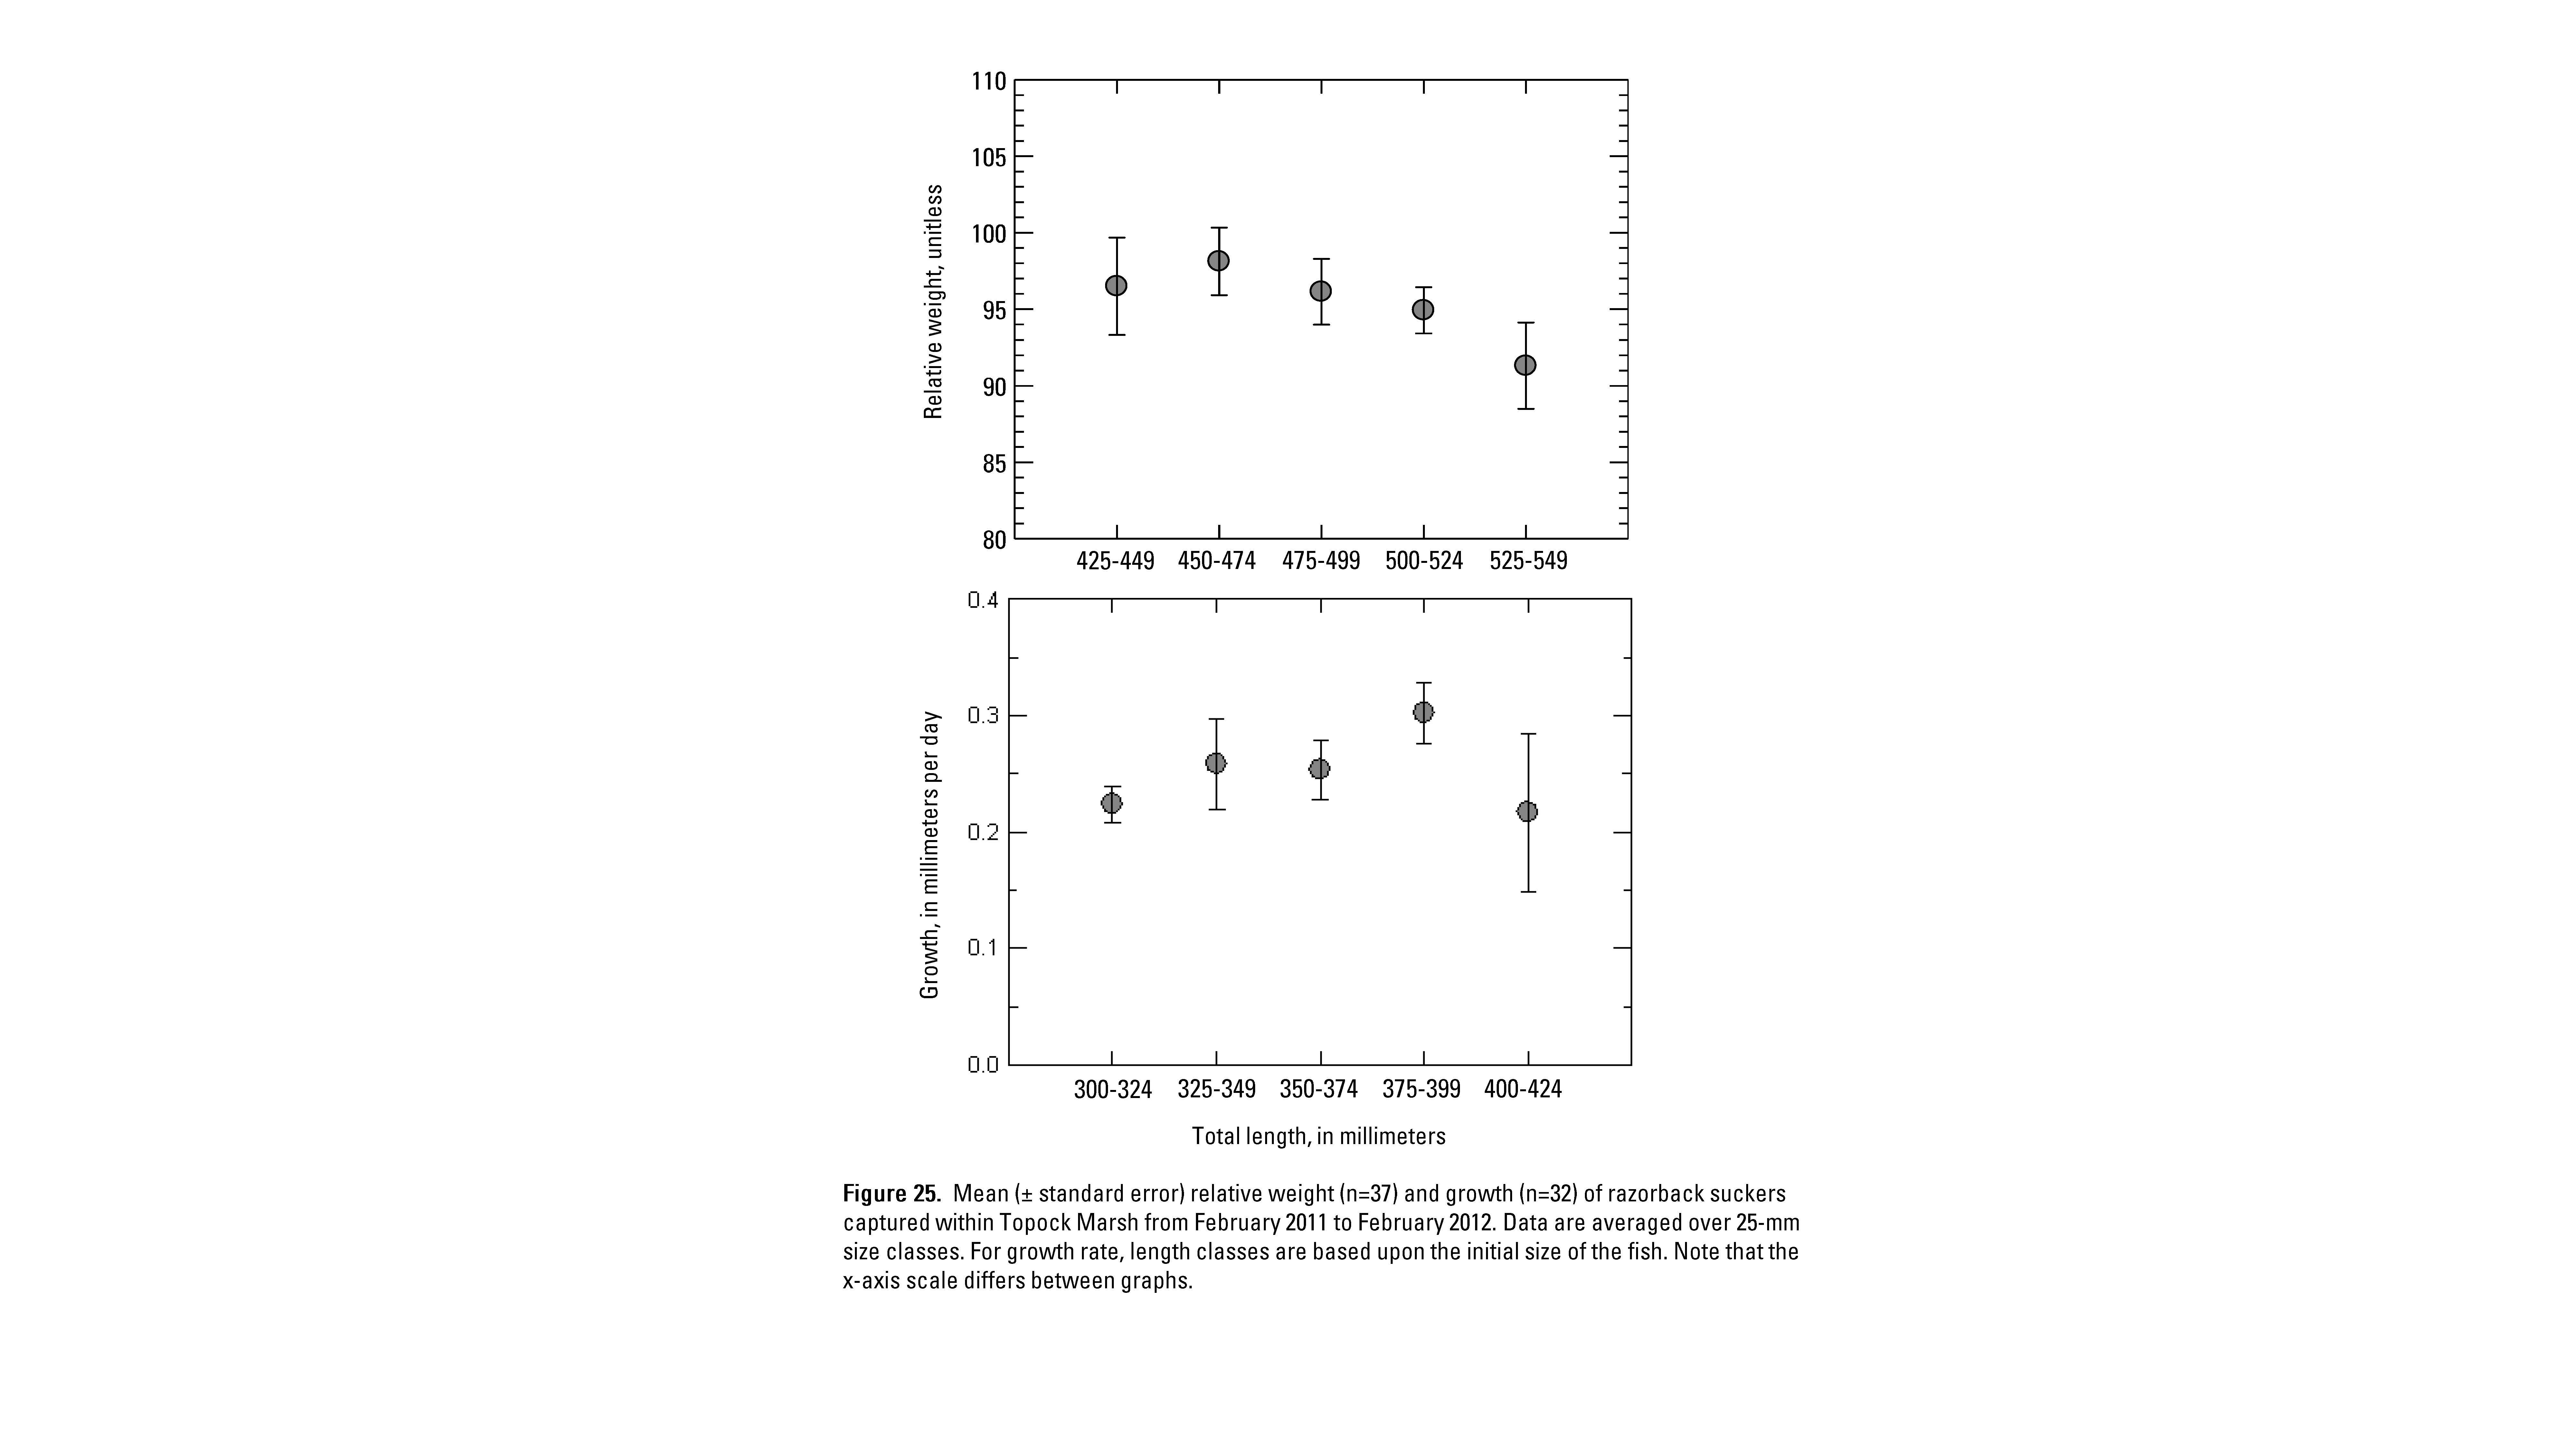 110
105
100
95
90
85
80
Relative weight, unitless
425-449 450-474 475-499 500-524 525-549
0.4
0.3
0.2
0.1
0.0
Growth, in millimeters per day
300-324 325-349 350-374 375-399 400-424
Total length, in millimeters
Figure 25. Mean (± standard error) relative weight (n=37) and growth (n=32) of razorback suckers
captured within Topock Marsh from February 2011 to February 2012. Data are averaged over 25-mm
size classes. For growth rate, length classes are based upon the initial size of the fish. Note that the
x-axis scale differs between graphs.